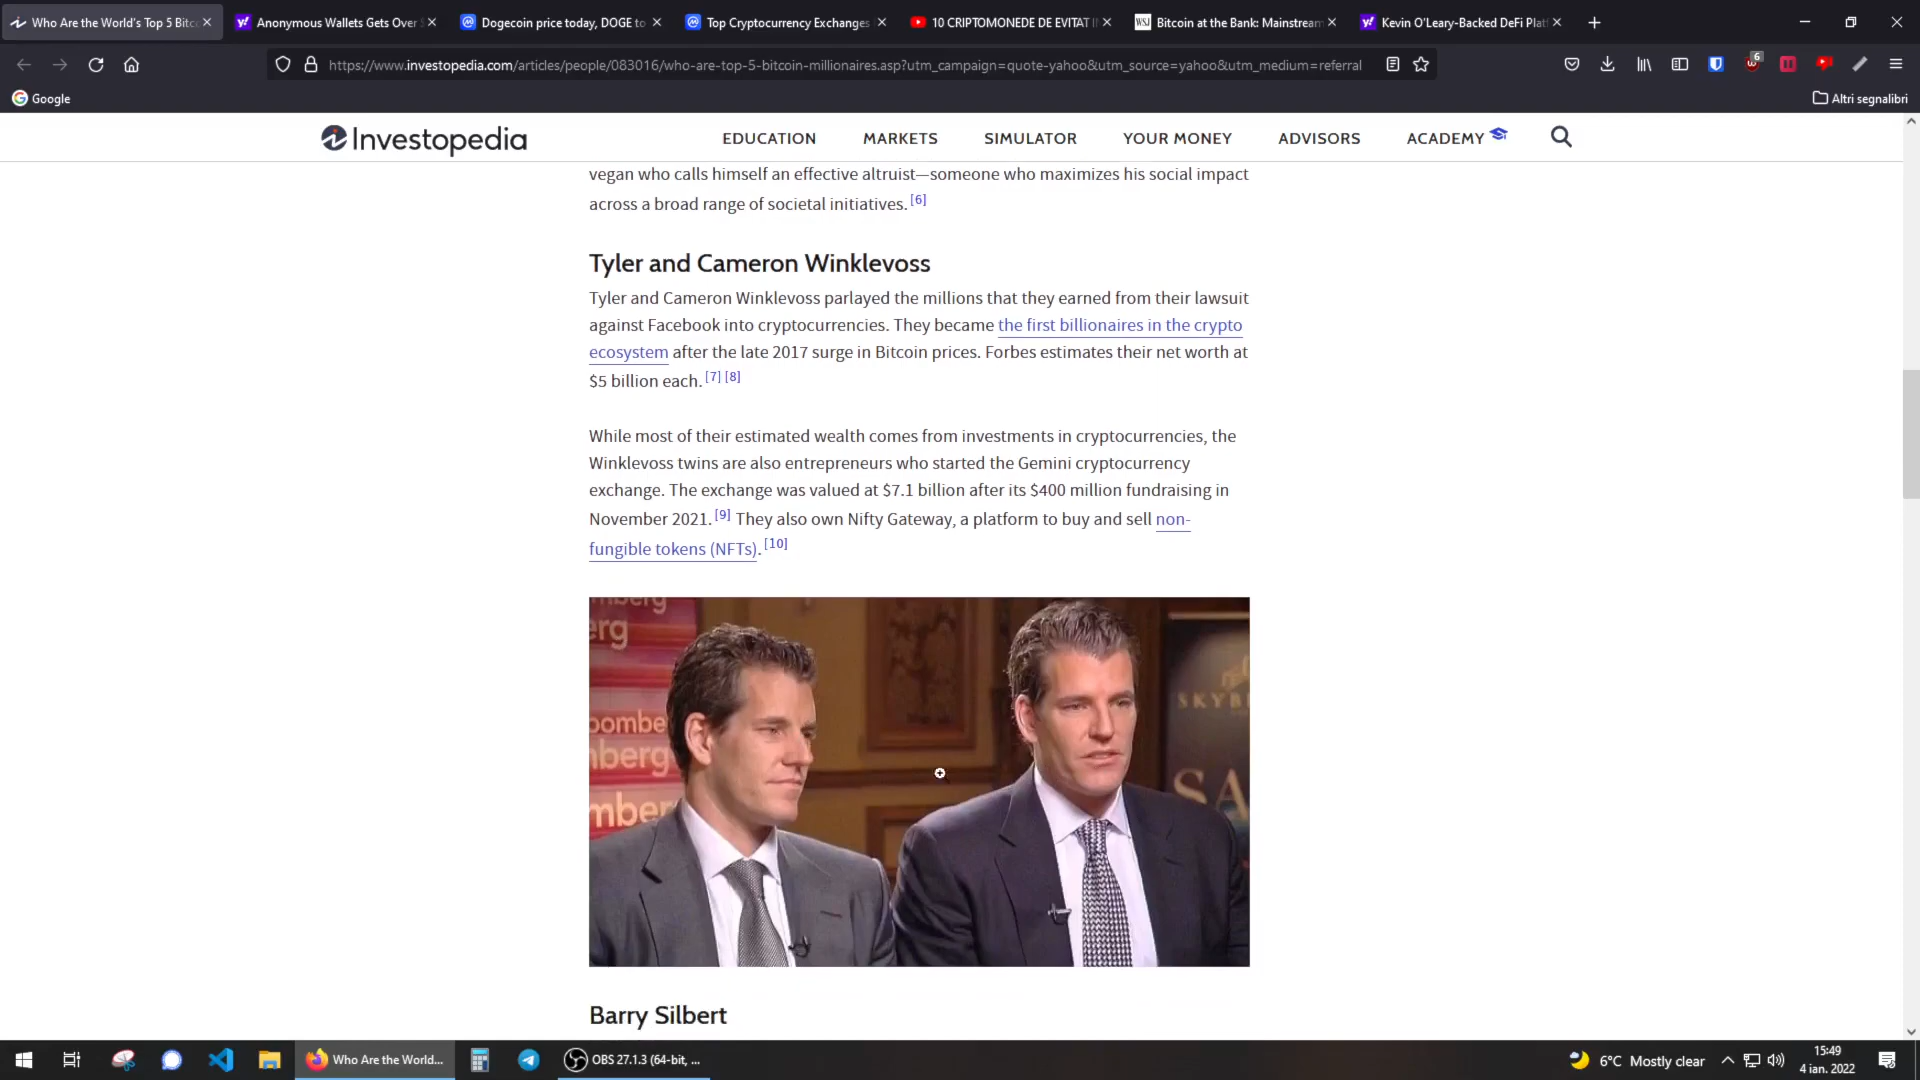 Who Are the World's Top 5 Bitc
Anonymous Wallets Gets Over
Dogecoin price today, DOGE to
Top Cryptocurrency Exchanges
10 CRIPTOMONEDE DE EVITAT
WSJ
Bitcoin at the Bank: Mainstream
Kevin O'Leary-Backed DeFi Plat
https://www.investopedia.com/articles/people/083016/who-are-top-5-bitcoin-millionaires.asp?utm_campaign=quote-yahoo&utm_source=yahoo&utm_medium=referral
6
Google
Altri segnalibri
Investopedia
EDUCATION
MARKETS
SIMULATOR
YOUR MONEY
ADVISORS
ACADEMY
vegan who calls himself an effective altruist—someone who maximizes his social impact
across a broad range of societal initiatives. [6]
Tyler and Cameron Winklevoss
Tyler and Cameron Winklevoss parlayed the millions that they earned from their lawsuit
against Facebook into cryptocurrencies. They became the first billionaires in the crypto
ecosystem after the late 2017 surge in Bitcoin prices. Forbes estimates their net worth at
$5 billion each. [7] [8]
While most of their estimated wealth comes from investments in cryptocurrencies, the
Winklevoss twins are also entrepreneurs who started the Gemini cryptocurrency
exchange. The exchange was valued at $7.1 billion after its $400 million fundraising in
November 2021. [9] They also own Nifty Gateway, a platform to buy and sell non-
fungible tokens (NFTs). [10]
mberg
erg
oombe
nberg
mber
SKYB
SA
Barry Silbert
Who Are the World...
OBS 27.1.3 (64-bit, ...
6°C Mostly clear
15:49
4 ian. 2022